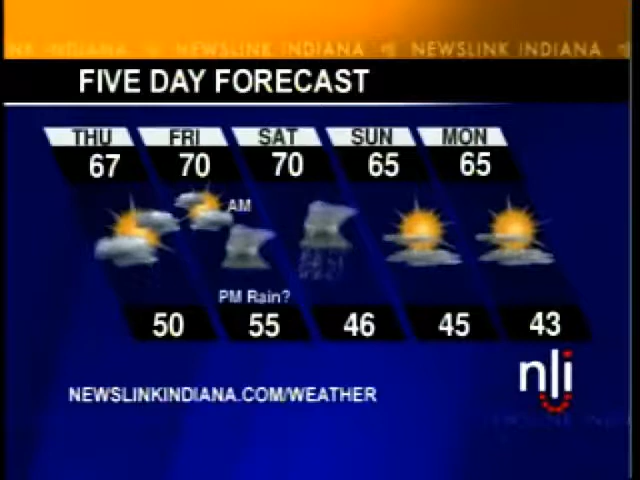 NEWSLINK INDIANA NEWSLINK INDIANA
FIVE DAY FORECAST
THU FRI SAT SUN MON
67 70 70 65 65
AM
PM Rain?
50 55 46 45 43
nli
NEWSLINKINDIANA.COM/WEATHER